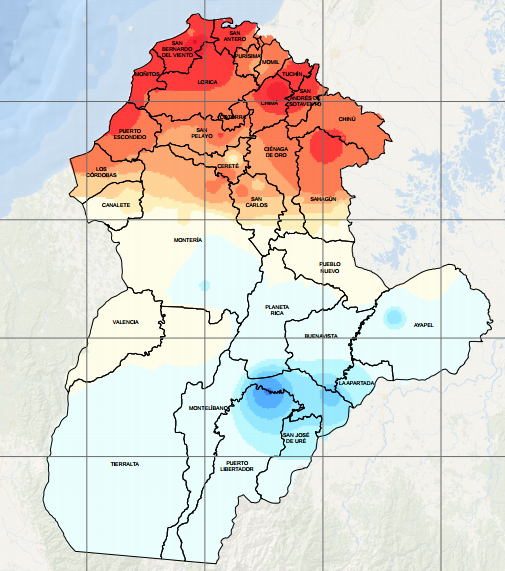 SAN
ANTERO
SAN
BERNARDO
DEL VIENTO
PURÍSIMA
MOMIL
MOÑITOS
TUCHÍN
LORICA
SAN
ANDRÉS DE
SOTAVENTO
CHIMÁ
CHINÚ
PUERTO
ESCONDIDO
SAN
PELAYO
CIÉNAGA
DE ORO
CERETÉ
LOS
CÓRDOBAS
SAHAGÚN
CANALETE
SAN
CARLOS
MONTERÍA
PUEBLO
NUEVO
PLANETA
RICA
VALENCIA
AYAPEL
BUENAVISTA
LA APARTADA
MONTELÍBANO
SAN JOSÉ
DE URÉ
TIERRALTA
PUERTO
LIBERTADOR